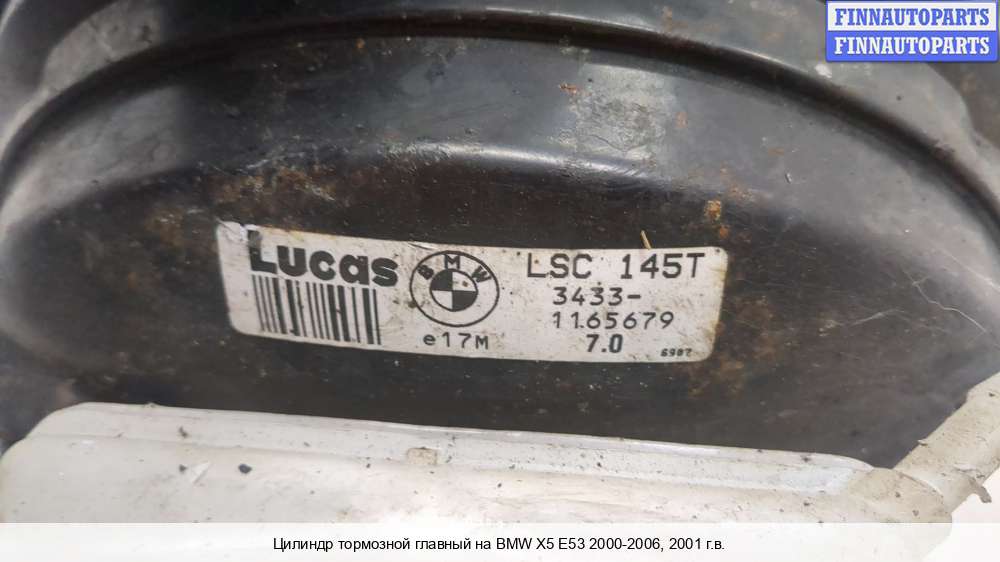 FINNAUTOPARTS
FINNAUTOPARTS
Lucas
BMW
LSC 145T
3433-
1165679
e17M
7.0
Цилиндр тормозной главный на BMW X5 E53 2000-2006, 2001 г.в.